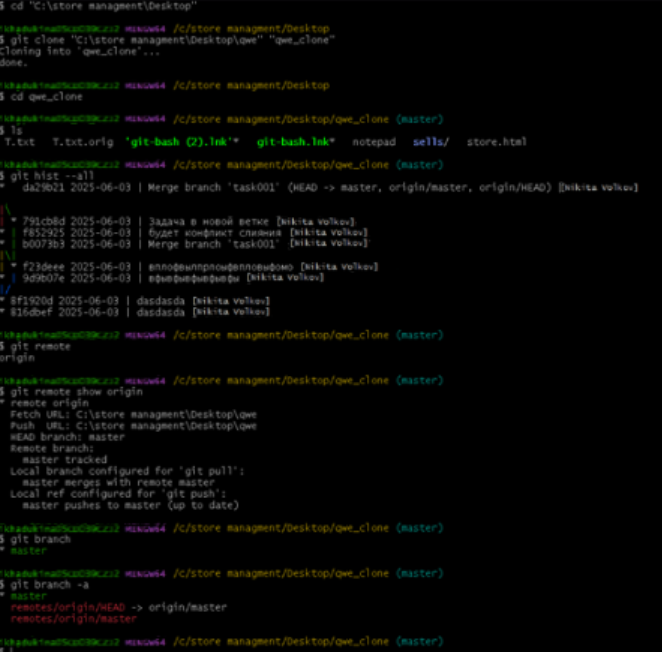 $ cd "C:\store managment\Desktop"
MINGW64 /c/store managment/Desktop
$ git clone "C:\store managment\Desktop\qwe" "qwe_clone"
Cloning into 'qwe_clone'...
done.
MINGW64 /c/store managment/Desktop
$ cd qwe_clone
MINGW64 /c/store managment/Desktop/qwe_clone (master)
$ ls
T.txt T.txt.orig 'git-bash (2).lnk'* git-bash.lnk* notepad sells/ store.html
MINGW64 /c/store managment/Desktop/qwe_clone (master)
$ git hist --all
* da29b21 2025-06-03 | Merge branch 'task001' (HEAD -> master, origin/master, origin/HEAD) [Nikita Volkov]
|\
| * 791cb8d 2025-06-03 | Задача в новой ветке [Nikita Volkov]
* | f852925 2025-06-03 | будет конфликт слияния [Nikita Volkov]
* | b0073b3 2025-06-03 | Merge branch 'task001' [Nikita Volkov]
|\|
| * f23deee 2025-06-03 | [Nikita Volkov]
* | 9d9b07e 2025-06-03 | [Nikita Volkov]
|/
* 8f1920d 2025-06-03 | dasdasda [Nikita Volkov]
* 816dbef 2025-06-03 | dasdasda [Nikita Volkov]
MINGW64 /c/store managment/Desktop/qwe_clone (master)
$ git remote
origin
MINGW64 /c/store managment/Desktop/qwe_clone (master)
$ git remote show origin
* remote origin
Fetch URL: C:\store managment\Desktop\qwe
Push URL: C:\store managment\Desktop\qwe
HEAD branch: master
Remote branch:
master tracked
Local branch configured for 'git pull':
master merges with remote master
Local ref configured for 'git push':
master pushes to master (up to date)
MINGW64 /c/store managment/Desktop/qwe_clone (master)
$ git branch
* master
MINGW64 /c/store managment/Desktop/qwe_clone (master)
$ git branch -a
* master
remotes/origin/HEAD -> origin/master
remotes/origin/master
MINGW64 /c/store managment/Desktop/qwe_clone (master)